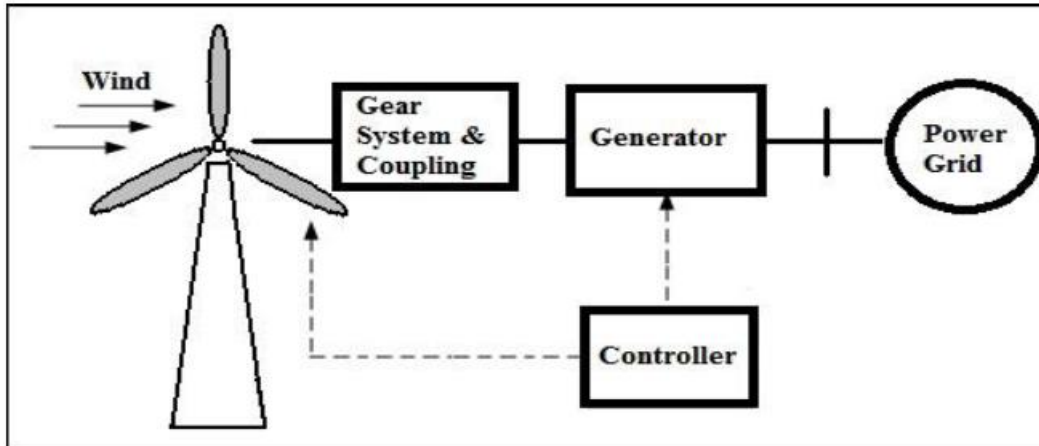 Wind
Gear
System &
Coupling
Generator
Power
Grid
Controller